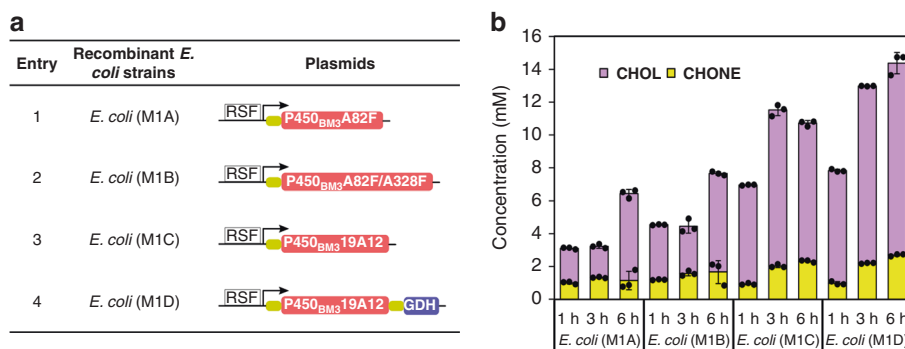 a
Entry Recombinant E. coli strains Plasmids
1 E. coli (M1A) RSF P450BM3A82F
2 E. coli (M1B) RSF P450BM3A82F/A328F
3 E. coli (M1C) RSF P450BM319A12
4 E. coli (M1D) RSF P450BM319A12 GDH
b
Concentration (mM)
16
14
12
10
8
6
4
2
0
CHOL CHONE
1 h 3 h 6 h 1 h 3 h 6 h 1 h 3 h 6 h 1 h 3 h 6 h
E. coli (M1A) E. coli (M1B) E. coli (M1C) E. coli (M1D)